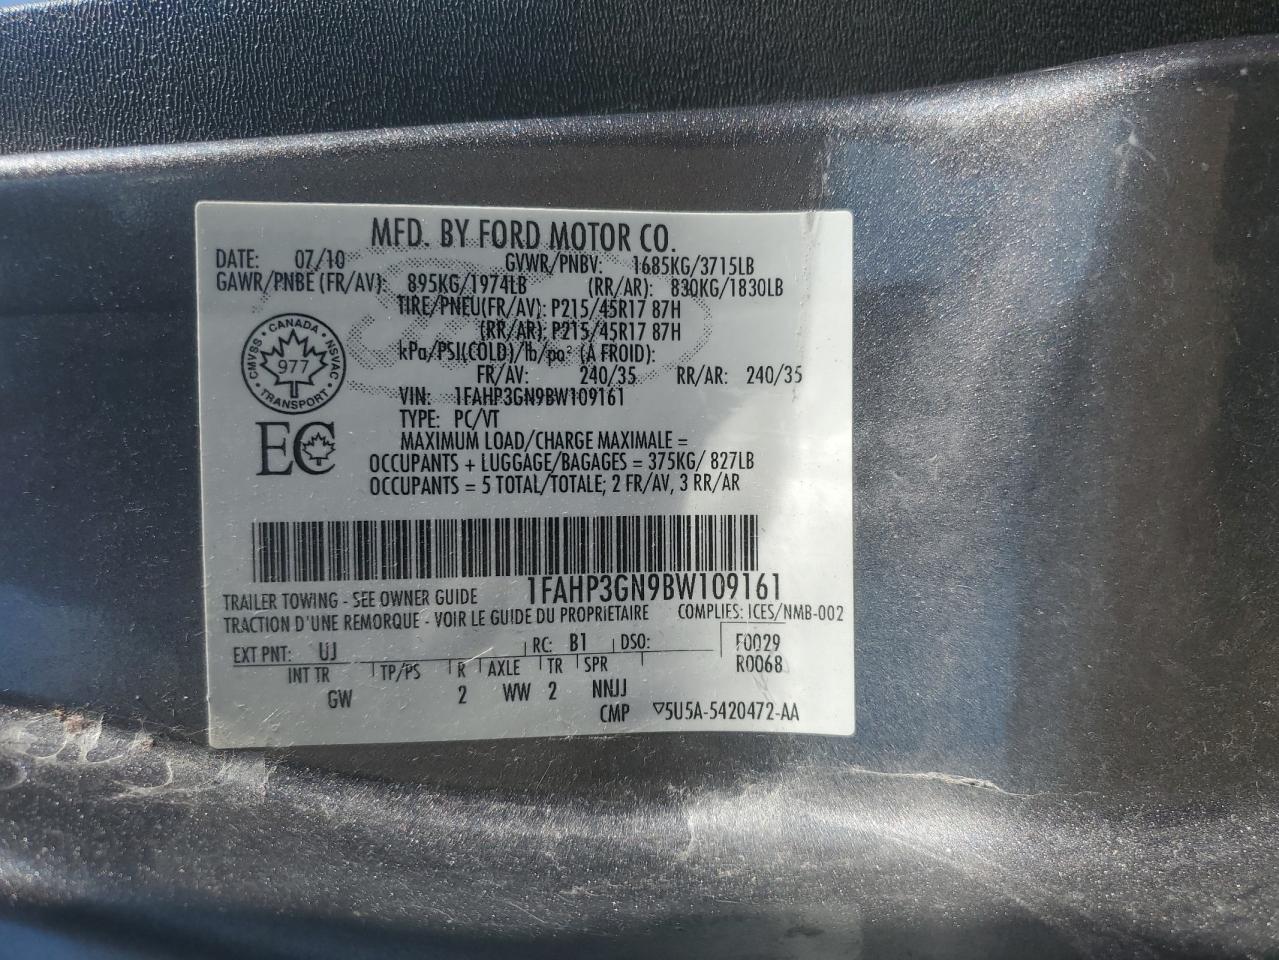 MFD. BY FORD MOTOR CO.
DATE: 07/10 GVWR/PNBV: 1685KG/3715LB
GAWR/PNBE (FR/AV): 895KG/1974LB (RR/AR): 830KG/1830LB
TIRE/PNEU(FR/AV): P215/45R17 87H
(RR/AR): P215/45R17 87H
kPa/PSI(COLD)/lb/po² (À FROID):
FR/AV: 240/35 RR/AR: 240/35
VIN: 1FAHP3GN9BW109161
TYPE: PC/VT
MAXIMUM LOAD/CHARGE MAXIMALE =
OCCUPANTS + LUGGAGE/BAGAGES = 375KG/ 827LB
OCCUPANTS = 5 TOTAL/TOTALE; 2 FR/AV, 3 RR/AR
CANADA
CMVSS 977 NSVAC
TRANSPORT
EC
1FAHP3GN9BW109161
TRAILER TOWING - SEE OWNER GUIDE COMPLIES: ICES/NMB-002
TRACTION D'UNE REMORQUE - VOIR LE GUIDE DU PROPRIETAIRE
EXT PNT: UJ RC: B1 DSO: F0029
R0068
INT TR TP/PS R AXLE TR SPR
GW 2 WW 2 NNJJ
CMP ▽5U5A-5420472-AA